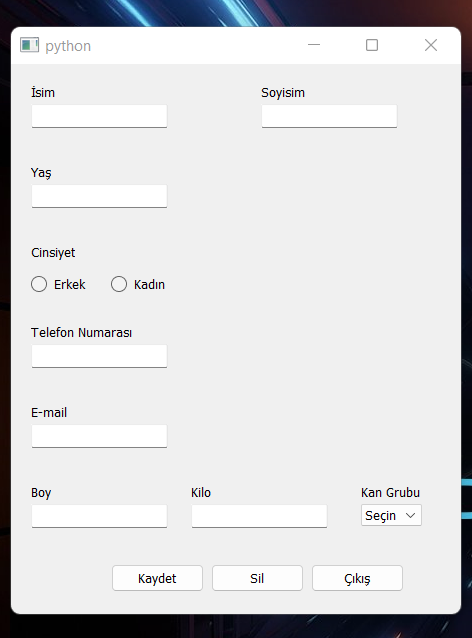 python
İsim Soyisim
Yaş
Cinsiyet
Erkek Kadın
Telefon Numarası
E-mail
Boy Kilo Kan Grubu
Seçin
Kaydet Sil Çıkış